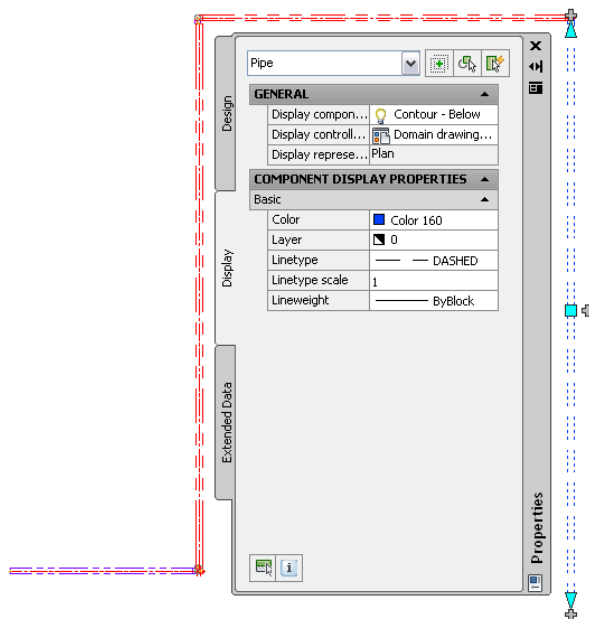 Pipe
GENERAL
Display compon... Contour - Below
Display controll... Domain drawing...
Display represe... Plan
COMPONENT DISPLAY PROPERTIES
Basic
Color Color 160
Layer 0
Linetype DASHED
Linetype scale 1
Lineweight ByBlock
Design
Display
Extended Data
Properties